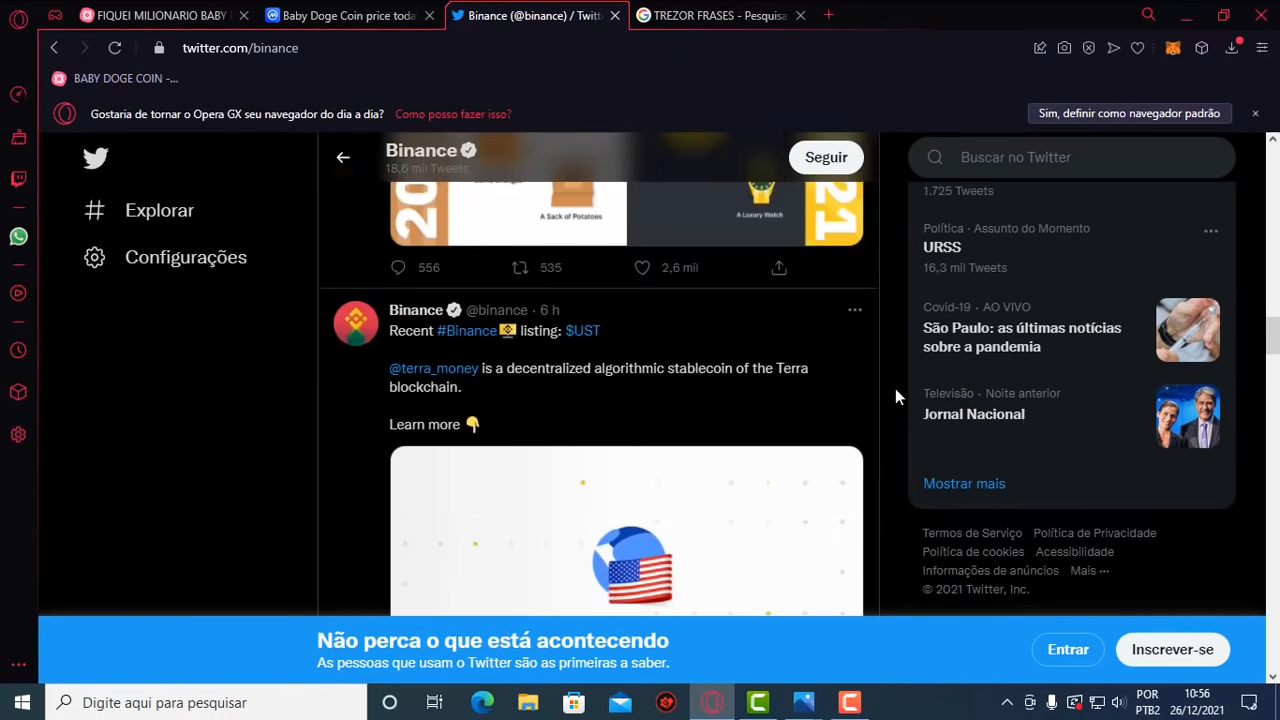 FIQUEI MILIONARIO BABY
Baby Doge Coin price toda
Binance (@binance) / Twitt
TREZOR FRASES - Pesquisa
twitter.com/binance
BABY DOGE COIN -...
Gostaria de tornar o Opera GX seu navegador do dia a dia? Como posso fazer isso?
Sim, definir como navegador padrão
Explorar
Configurações
Binance
18,6 mil Tweets
Seguir
20
A Sack of Potatoes
A Luxury Watch
21
556
535
2,6 mil
Binance @binance · 6 h
Recent #Binance listing: $UST
@terra_money is a decentralized algorithmic stablecoin of the Terra
blockchain.
Learn more 👇
Buscar no Twitter
1.725 Tweets
Política · Assunto do Momento
URSS
16,3 mil Tweets
Covid-19 · AO VIVO
São Paulo: as últimas notícias
sobre a pandemia
Televisão · Noite anterior
Jornal Nacional
Mostrar mais
Termos de Serviço Política de Privacidade
Política de cookies Acessibilidade
Informações de anúncios Mais ···
© 2021 Twitter, Inc.
Não perca o que está acontecendo
As pessoas que usam o Twitter são as primeiras a saber.
Entrar
Inscrever-se
Digite aqui para pesquisar
POR
PTB2
10:56
26/12/2021